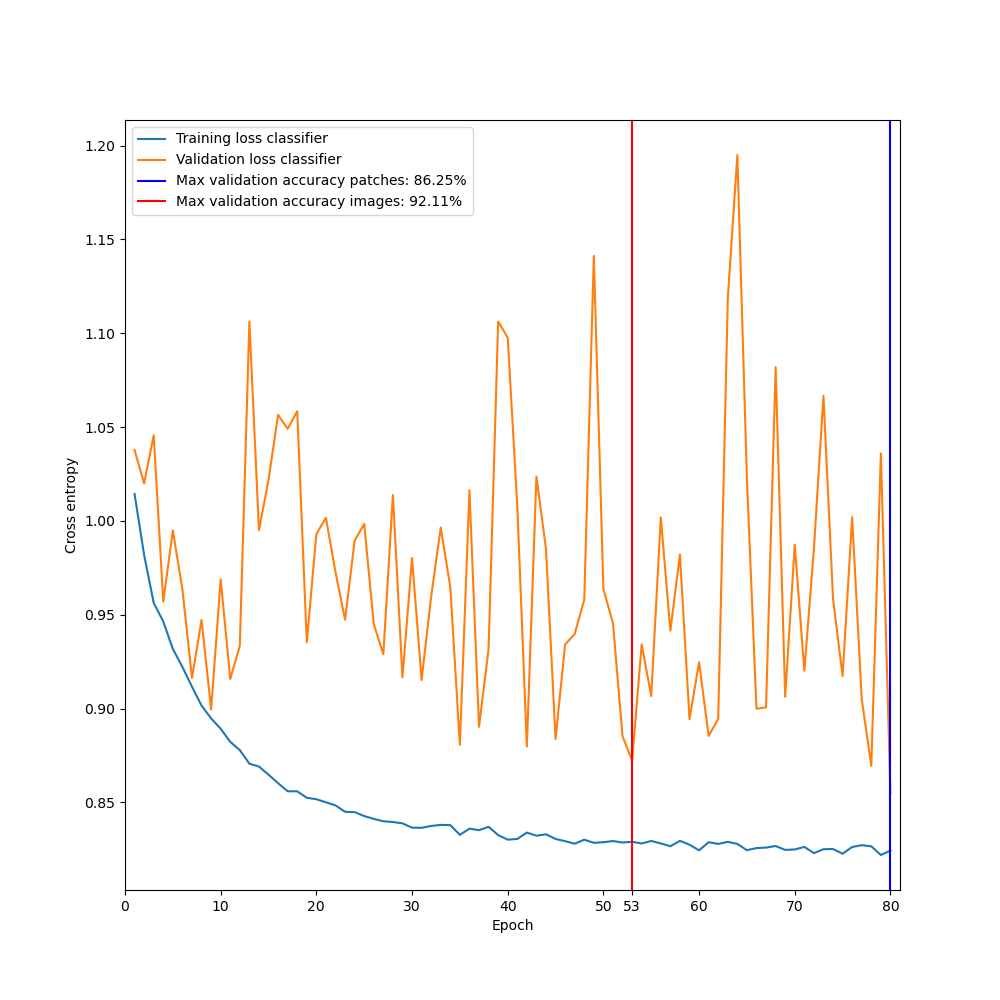 Training loss classifier
Validation loss classifier
Max validation accuracy patches: 86.25%
Max validation accuracy images: 92.11%
1.20
1.15
1.10
1.05
1.00
0.95
0.90
0.85
Cross entropy
0 10 20 30 40 50 53 60 70 80
Epoch